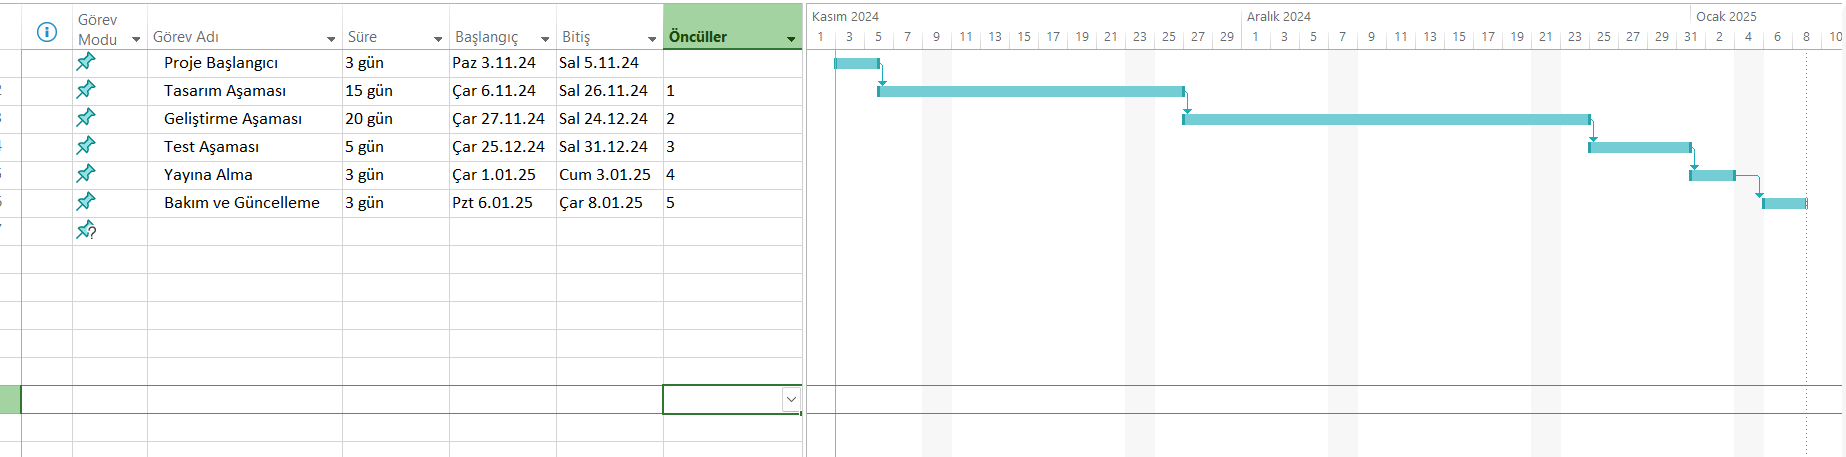 Kasım 2024 Aralık 2024 Ocak 2025
Görev Modu Görev Adı Süre Başlangıç Bitiş Öncüller 1 3 5 7 9 11 13 15 17 19 21 23 25 27 29 1 3 5 7 9 11 13 15 17 19 21 23 25 27 29 31 2 4 6 8 10
Proje Başlangıcı 3 gün Paz 3.11.24 Sal 5.11.24
Tasarım Aşaması 15 gün Çar 6.11.24 Sal 26.11.24 1
Geliştirme Aşaması 20 gün Çar 27.11.24 Sal 24.12.24 2
Test Aşaması 5 gün Çar 25.12.24 Sal 31.12.24 3
Yayına Alma 3 gün Çar 1.01.25 Cum 3.01.25 4
Bakım ve Güncelleme 3 gün Pzt 6.01.25 Çar 8.01.25 5
?